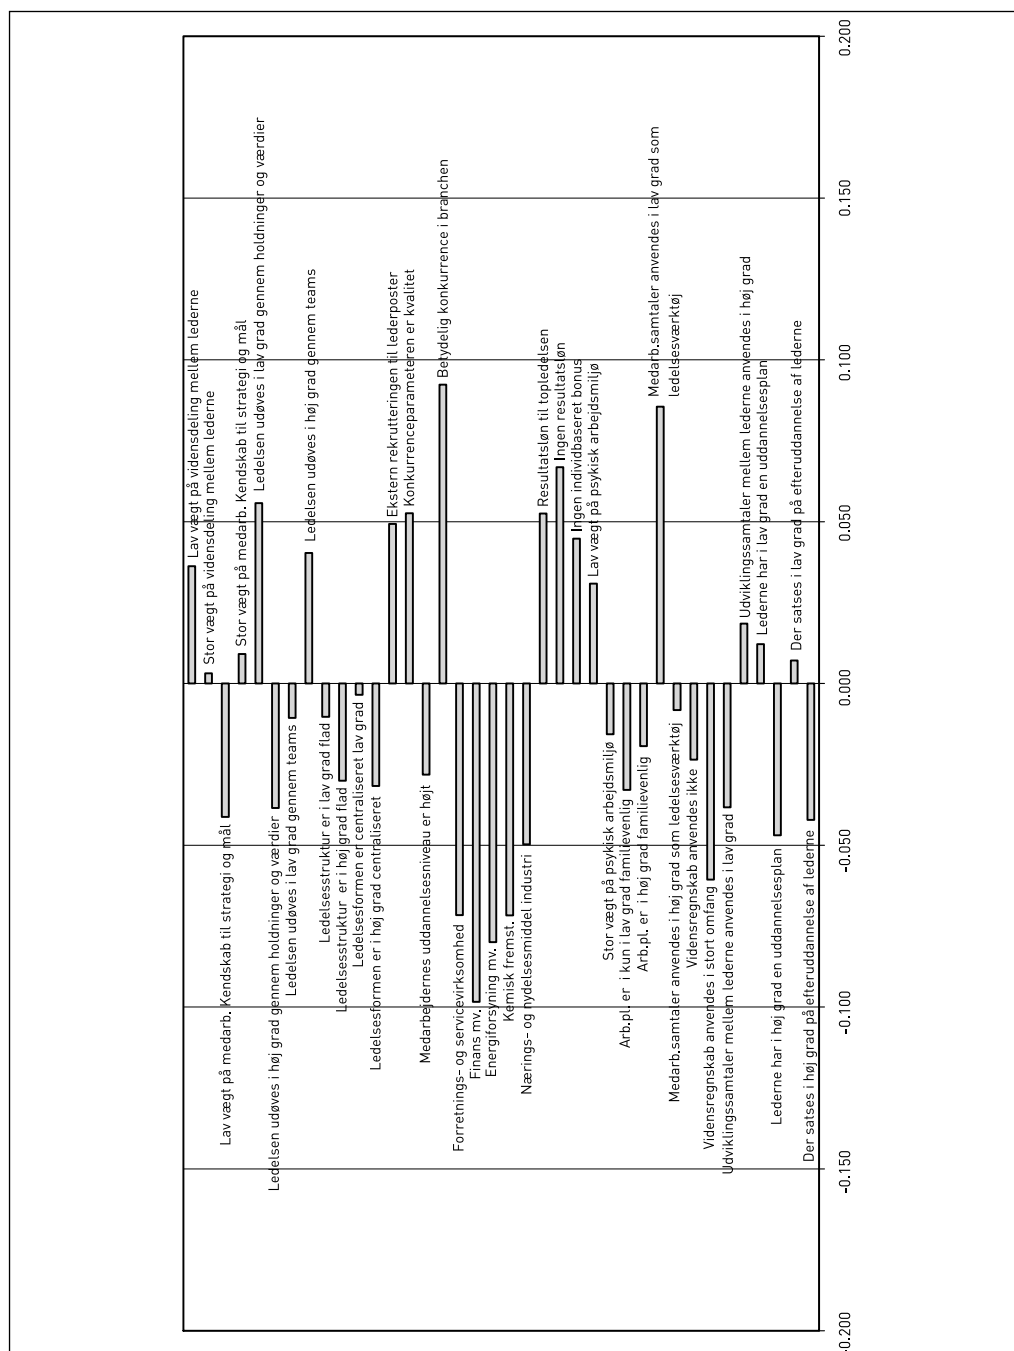 Lav vægt på vidensdeling mellem lederne
Stor vægt på vidensdeling mellem lederne
Lav vægt på medarb. Kendskab til strategi og mål
Stor vægt på medarb. Kendskab til strategi og mål
Ledelsen udøves i lav grad gennem holdninger og værdier
Ledelsen udøves i høj grad gennem holdninger og værdier
Ledelsen udøves i lav grad gennem teams
Ledelsen udøves i høj grad gennem teams
Ledelsesstruktur er i lav grad flad
Ledelsesstruktur er i høj grad flad
Ledelsesformen er centraliseret lav grad
Ledelsesformen er i høj grad centraliseret
Ekstern rekrutteringen til lederposter
Konkurrenceparameteren er kvalitet
Medarbejdernes uddannelsesniveau er højt
Betydelig konkurrence i branchen
Forretnings- og servicevirksomhed
Finans mv.
Energiforsyning mv.
Kemisk fremst.
Nærings- og nydelsesmiddel industri
Resultatsløn til topledelsen
Ingen resultatsløn
Ingen individbaseret bonus
Lav vægt på psykisk arbejdsmiljø
Stor vægt på psykisk arbejdsmiljø
Arb.pl. er i kun i lav grad familievenlig
Arb.pl. er i høj grad familievenlig
Medarb.samtaler anvendes i lav grad som
ledelsesværktøj
Medarb.samtaler anvendes i høj grad som ledelsesværktøj
Vidensregnskab anvendes ikke
Vidensregnskab anvendes i stort omfang
Udviklingssamtaler mellem lederne anvendes i lav grad
Udviklingssamtaler mellem lederne anvendes i høj grad
Lederne har i lav grad en uddannelsesplan
Lederne har i høj grad en uddannelsesplan
Der satses i lav grad på efteruddannelse af lederne
Der satses i høj grad på efteruddannelse af lederne
-0.200
-0.150
-0.100
-0.050
0.000
0.050
0.100
0.150
0.200